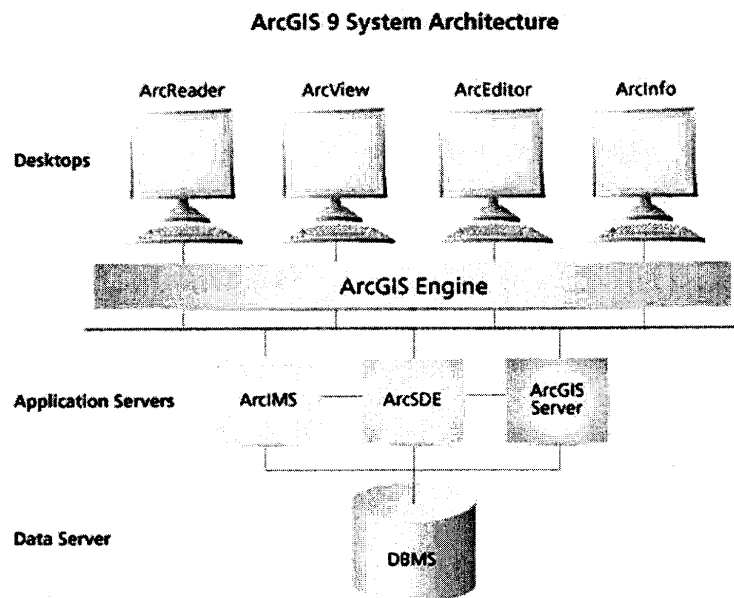 ArcGIS 9 System Architecture
ArcReader ArcView ArcEditor ArcInfo
Desktops
ArcGIS Engine
Application Servers ArcIMS ArcSDE ArcGIS
Server
Data Server
DBMS